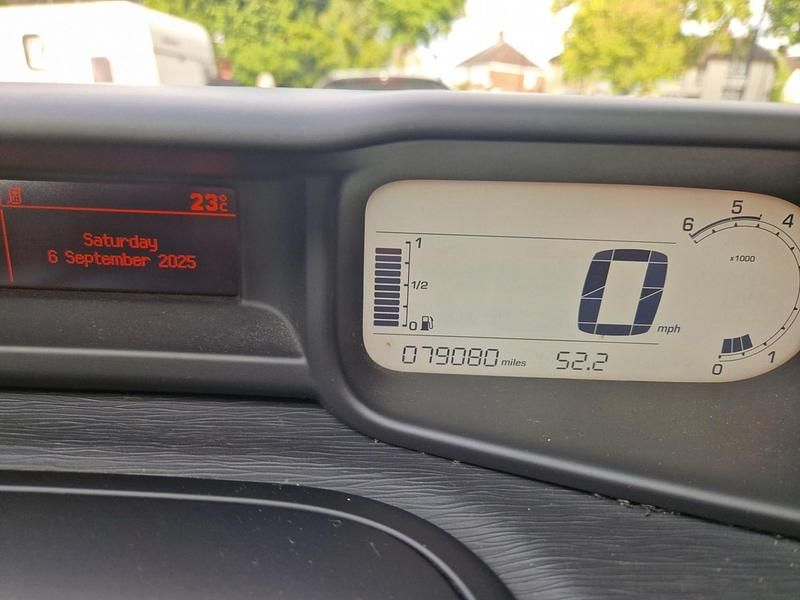 23°C
Saturday
6 September 2025
1
1/2
0
0 mph
079080 miles 52.2
6 5 4
x1000
0 1